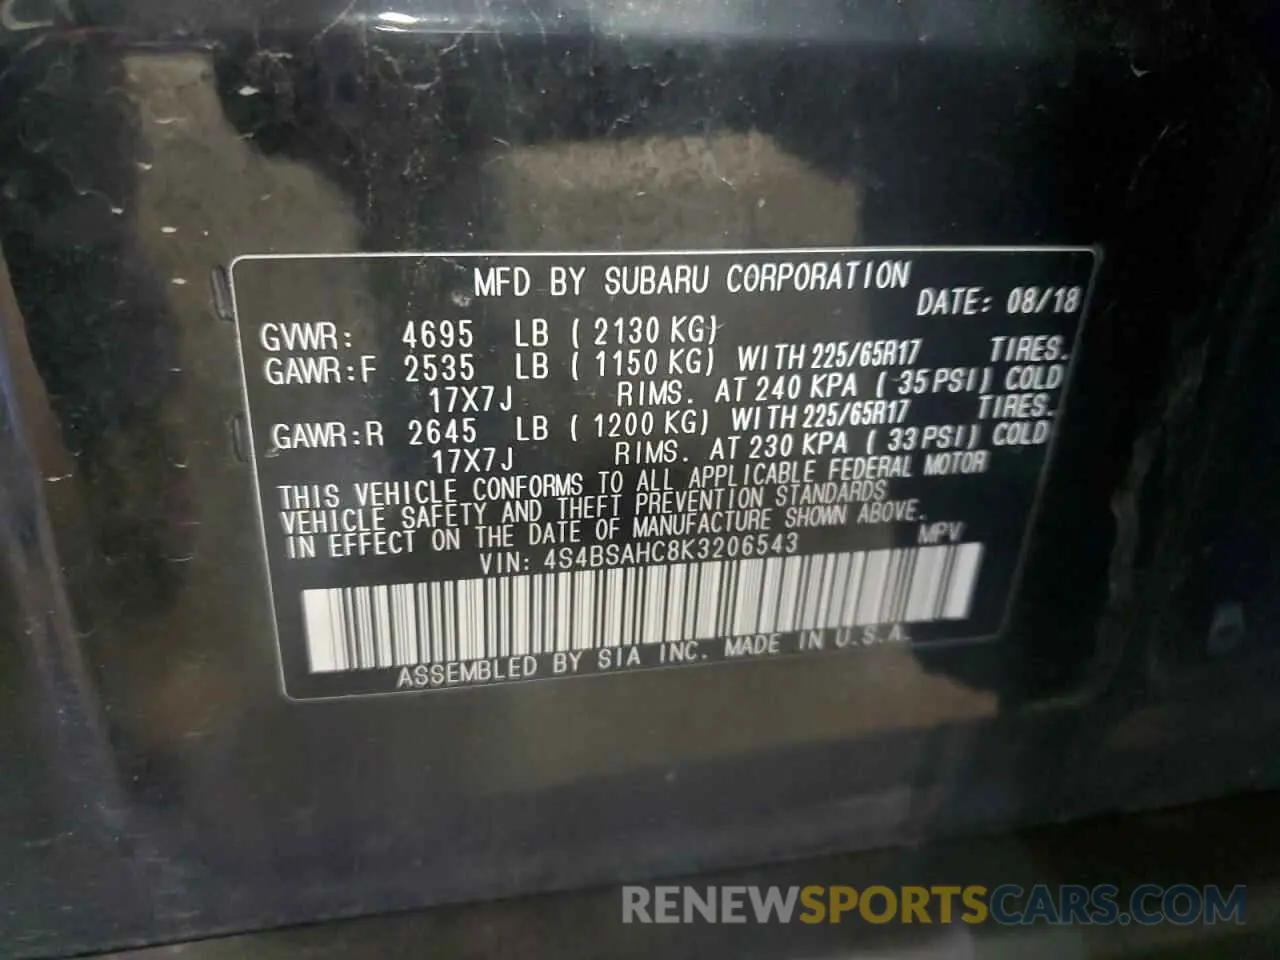 MFD BY SUBARU CORPORATION
DATE: 08/18
GVWR: 4695 LB ( 2130 KG)
GAWR:F 2535 LB ( 1150 KG) WITH 225/65R17 TIRES.
17X7J RIMS. AT 240 KPA ( 35PSI) COLD
GAWR:R 2645 LB ( 1200 KG) WITH 225/65R17 TIRES.
17X7J RIMS. AT 230 KPA ( 33PSI) COLD
THIS VEHICLE CONFORMS TO ALL APPLICABLE FEDERAL MOTOR
VEHICLE SAFETY AND THEFT PREVENTION STANDARDS
IN EFFECT ON THE DATE OF MANUFACTURE SHOWN ABOVE.
VIN: 4S4BSAHC8K3206543 MPV
ASSEMBLED BY SIA INC. MADE IN U.S.A.
RENEWSPORTSCARS.COM